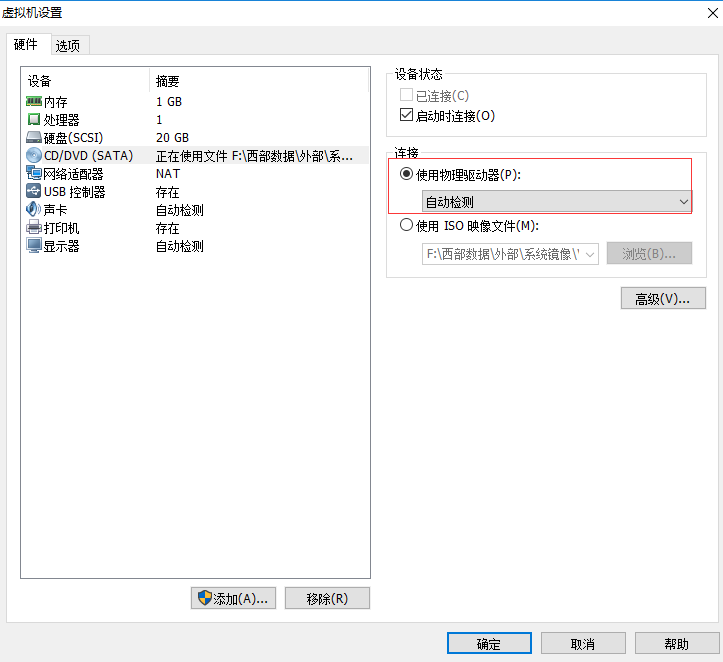 虚拟机设置
硬件 选项
设备 摘要
内存 1 GB
处理器 1
硬盘(SCSI) 20 GB
CD/DVD (SATA) 正在使用文件 F:\西部数据\外部\系...
网络适配器 NAT
USB 控制器 存在
声卡 自动检测
打印机 存在
显示器 自动检测
添加(A)... 移除(R)
设备状态
已连接(C)
启动时连接(O)
连接
使用物理驱动器(P):
自动检测
使用 ISO 映像文件(M):
F:\西部数据\外部\系统镜像\ 浏览(B)...
高级(V)...
确定 取消 帮助